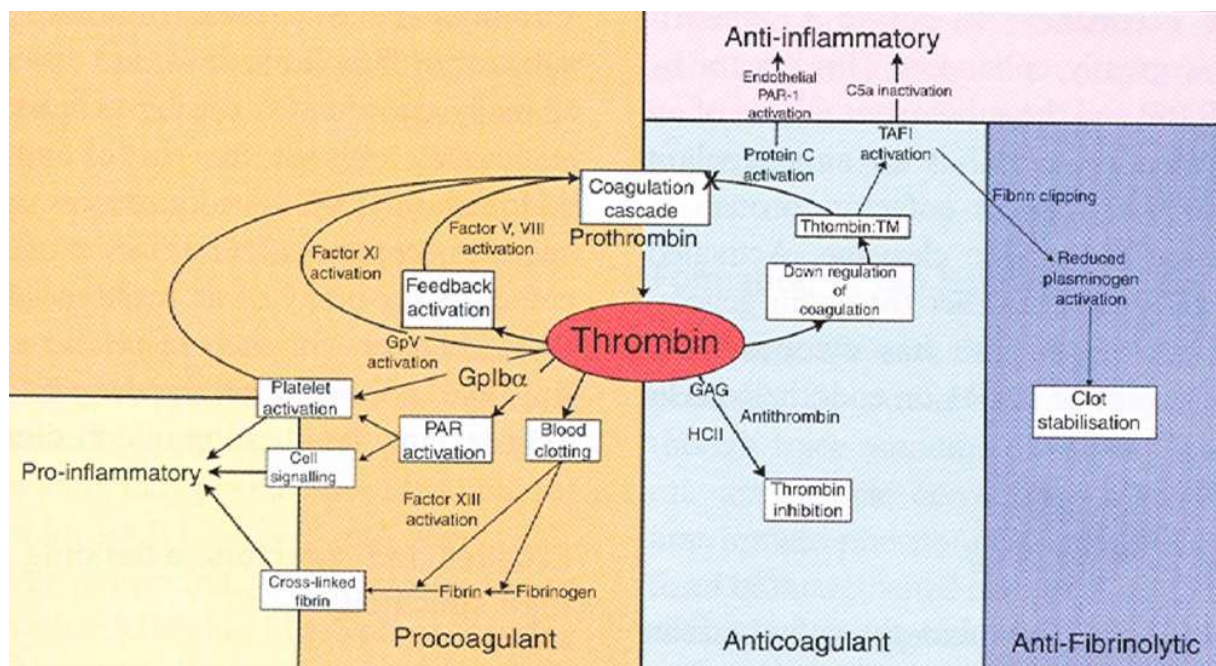 Anti-inflammatory
Endothelial
PAR-1
activation
C5a inactivation
TAFI
activation
Protein C
activation
Coagulation
cascade
X
Prothrombin
Fibrin clipping
Factor V, VIII
activation
Thtombin:TM
Factor XI
activation
Feedback
activation
Down regulation
of
coagulation
Reduced
plasminogen
activation
Thrombin
GpV
activation
GpIbα
GAG
Platelet
activation
Antithrombin
HCII
Clot
stabilisation
PAR
activation
Blood
clotting
Cell
signalling
Pro-inflammatory
Thrombin
inhibition
Factor XIII
activation
Cross-linked
fibrin
Fibrin
Fibrinogen
Procoagulant
Anticoagulant
Anti-Fibrinolytic